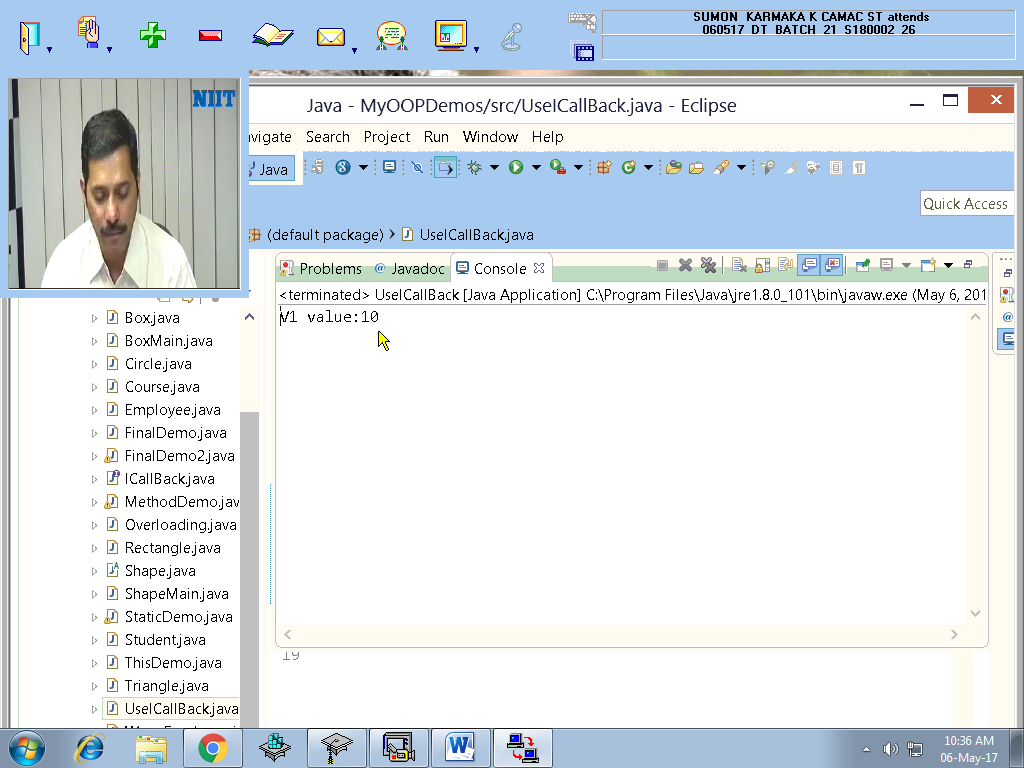 SUMON KARMAKA K CAMAC ST attends
060517 DT BATCH 21 S180002 26
NIIT
Java - MyOOPDemos/src/UseICallBack.java - Eclipse
vigate Search Project Run Window Help
Java
Quick Access
(default package) UseICallBack.java
Problems @ Javadoc Console
<terminated> UseICallBack [Java Application] C:\Program Files\Java\jre1.8.0_101\bin\javaw.exe (May 6, 201
V1 value:10
Box.java
BoxMain.java
Circle.java
Course.java
Employee.java
FinalDemo.java
FinalDemo2.java
ICallBack.java
MethodDemo.jav
Overloading.java
Rectangle.java
Shape.java
ShapeMain.java
StaticDemo.java
Student.java
ThisDemo.java
Triangle.java
UseICallBack.java
19
10:36 AM
06-May-17